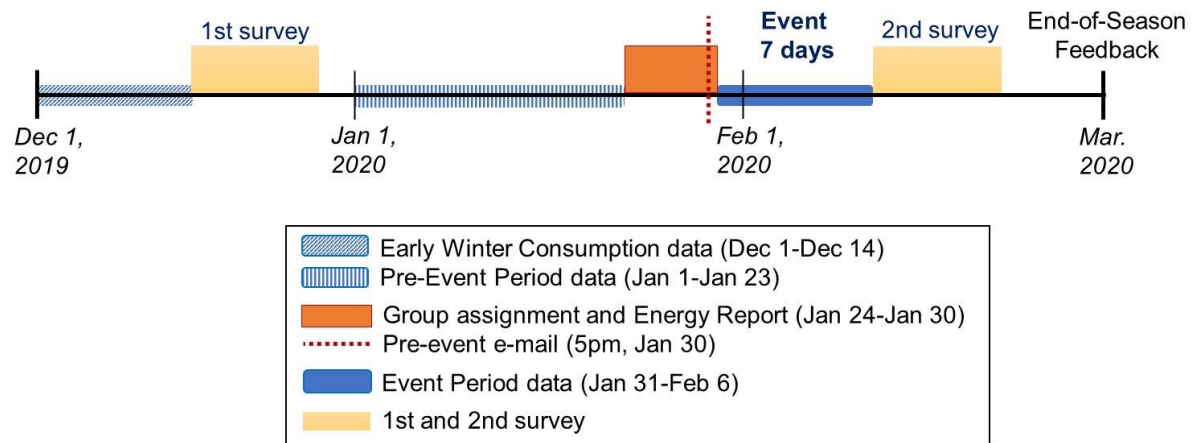 1st survey
Event
7 days
2nd survey
End-of-Season
Feedback
Dec 1,
2019
Jan 1,
2020
Feb 1,
2020
Mar.
2020
Early Winter Consumption data (Dec 1-Dec 14)
Pre-Event Period data (Jan 1-Jan 23)
Group assignment and Energy Report (Jan 24-Jan 30)
Pre-event e-mail (5pm, Jan 30)
Event Period data (Jan 31-Feb 6)
1st and 2nd survey